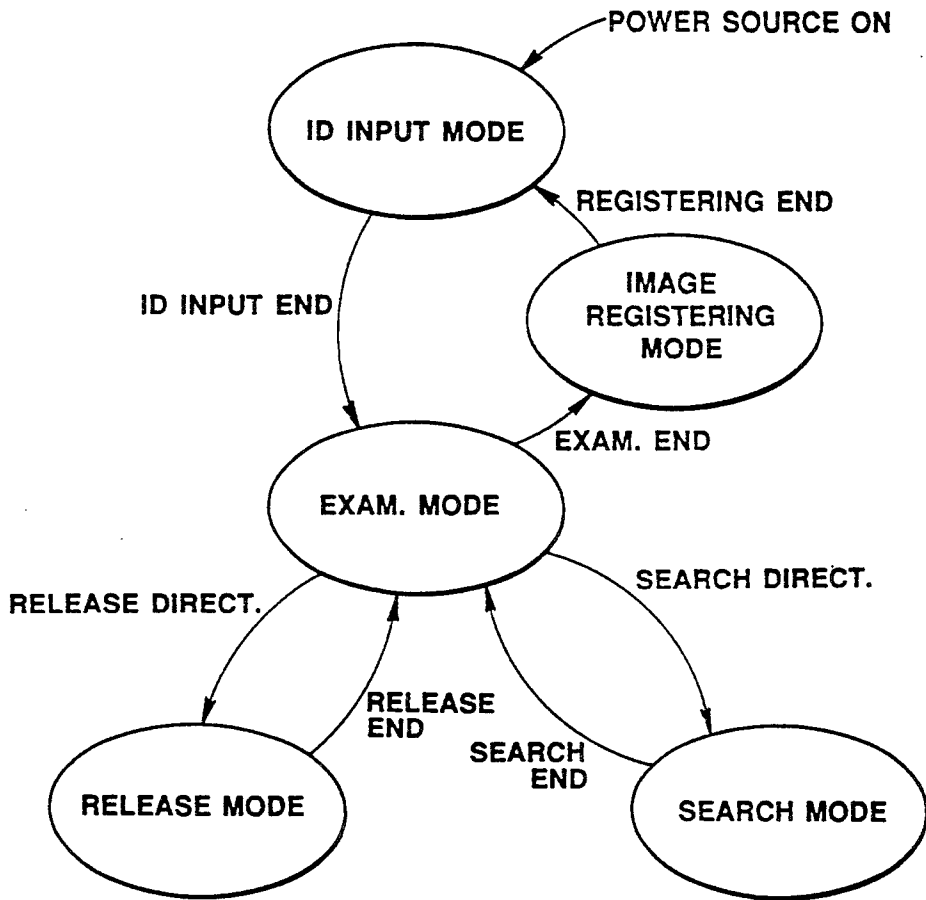 POWER SOURCE ON
ID INPUT MODE
REGISTERING END
IMAGE
REGISTERING
MODE
ID INPUT END
EXAM. END
EXAM. MODE
SEARCH DIRECT.
RELEASE DIRECT.
RELEASE
END
SEARCH
END
RELEASE MODE
SEARCH MODE